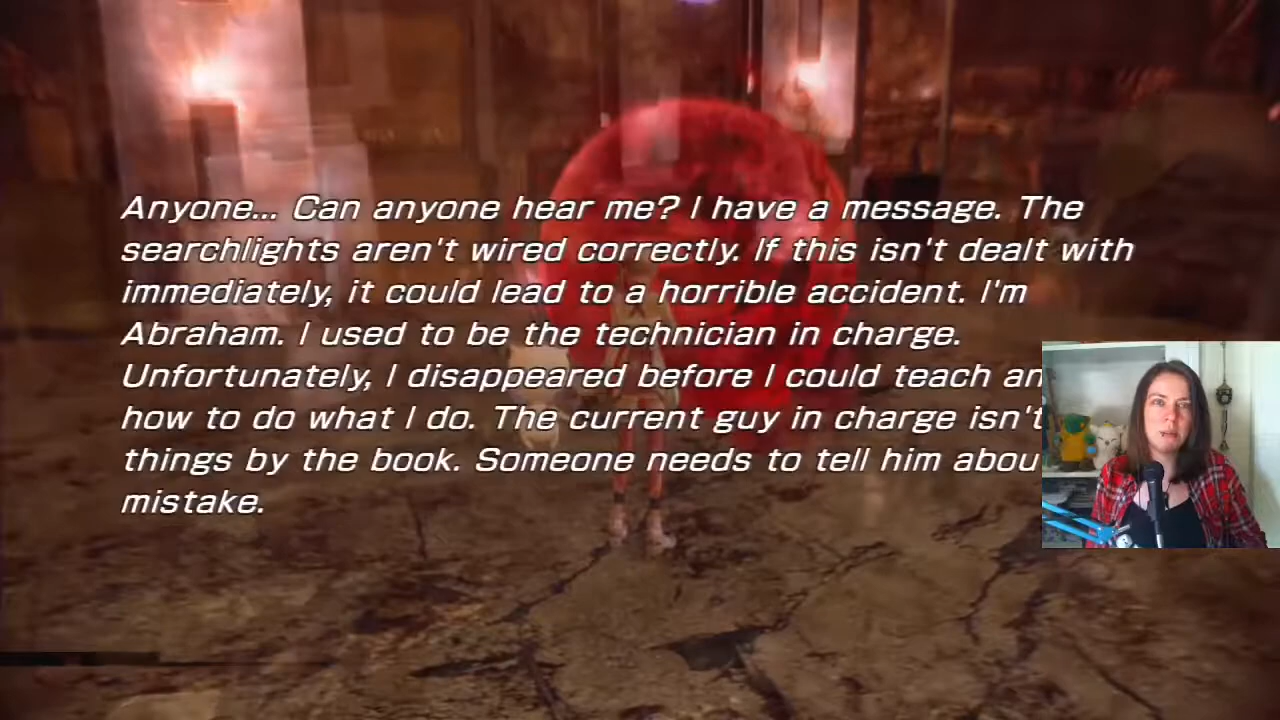 Anyone... Can anyone hear me? I have a message. The
searchlights aren't wired correctly. If this isn't dealt with
immediately, it could lead to a horrible accident. I'm
Abraham. I used to be the technician in charge.
Unfortunately, I disappeared before I could teach
how to do what I do. The current guy in charge isn't
things by the book. Someone needs to tell him
mistake.